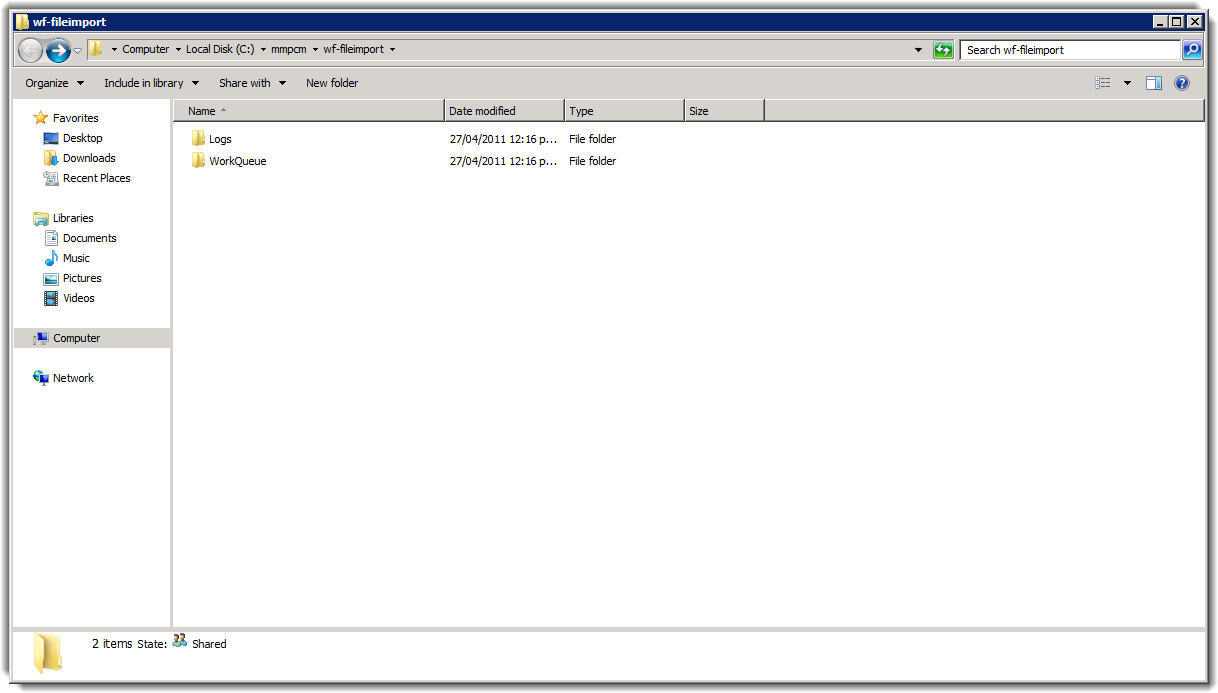 wf-fileimport
Computer Local Disk (C:) mmpcm wf-fileimport Search wf-fileimport
Organize Include in library Share with New folder
Name Date modified Type Size
Logs 27/04/2011 12:16 p... File folder
WorkQueue 27/04/2011 12:16 p... File folder
Favorites
Desktop
Downloads
Recent Places
Libraries
Documents
Music
Pictures
Videos
Computer
Network
2 items State: Shared